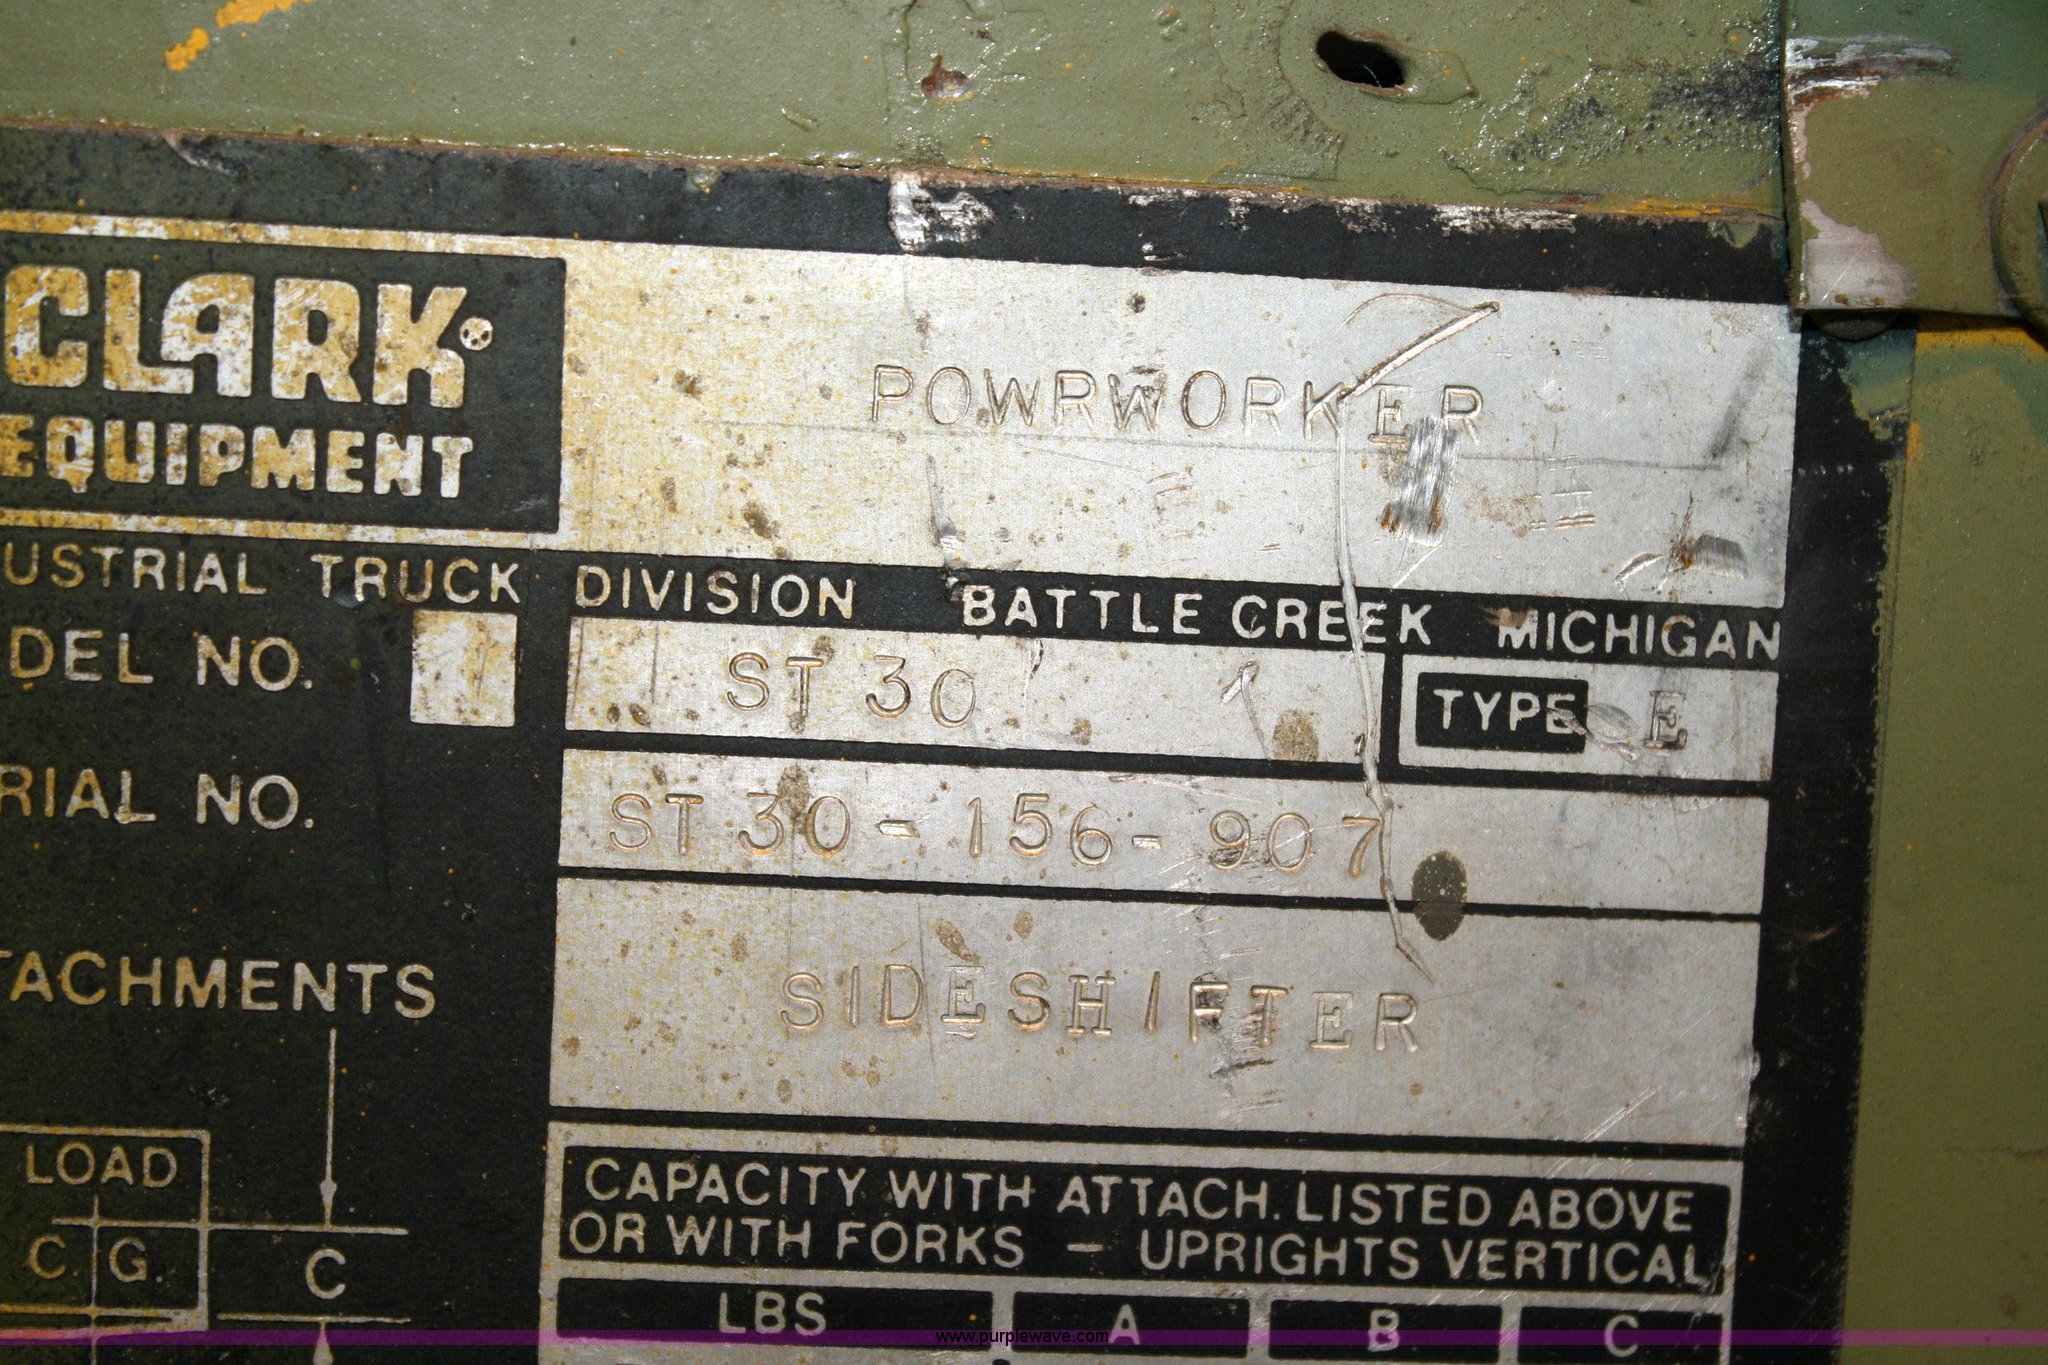 CLARK
EQUIPMENT
POWRWORKER
USTRIAL TRUCK DIVISION BATTLE CREEK MICHIGAN
DEL NO. ST 30 TYPE E
RIAL NO. ST 30-156-907
TACHMENTS SIDESHIFTER
LOAD
C.G. C
CAPACITY WITH ATTACH. LISTED ABOVE
OR WITH FORKS - UPRIGHTS VERTICAL
LBS A B C
www.purplewave.com